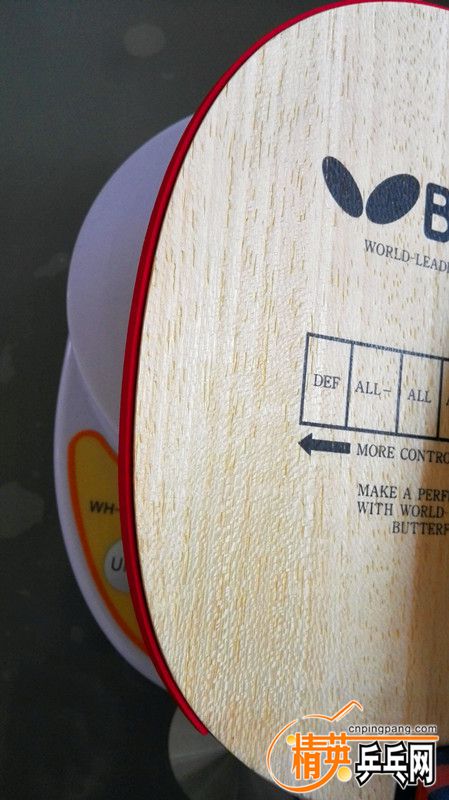 B
WORLD-LEAD
DEF ALL- ALL
MORE CONTRO
MAKE A PERF
WITH WORLD-
BUTTERF
WH-
U
cnpingpang.com
精英乒乓网